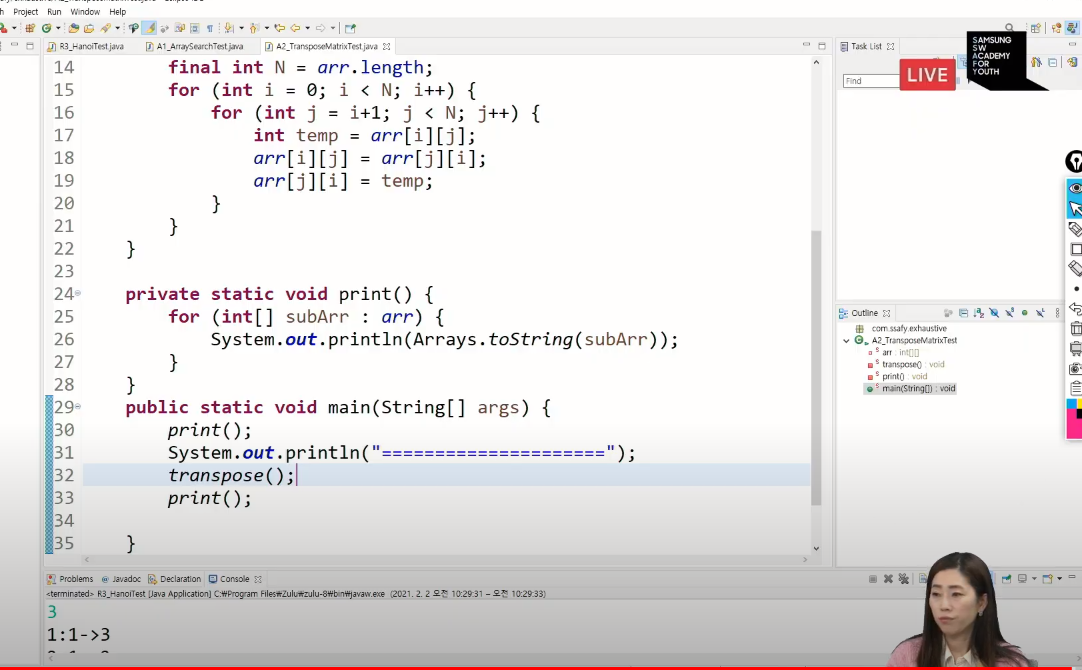 Project Run Window Help
R3_HanoiTest.java A1_ArraySearchTest.java A2_TransposeMatrixTest.java
14 final int N = arr.length;
15 for (int i = 0; i < N; i++) {
16 for (int j = i+1; j < N; j++) {
17 int temp = arr[i][j];
18 arr[i][j] = arr[j][i];
19 arr[j][i] = temp;
20 }
21 }
22 }
23
24 private static void print() {
25 for (int[] subArr : arr) {
26 System.out.println(Arrays.toString(subArr));
27 }
28 }
29 public static void main(String[] args) {
30 print();
31 System.out.println("=====================");
32 transpose();
33 print();
34
35 }
Task List
Find
LIVE
SAMSUNG
SW
ACADEMY
FOR
YOUTH
Outline
com.ssafy.exhaustive
A2_TransposeMatrixTest
arr : int[][]
transpose() : void
print() : void
main(String[]) : void
Problems Javadoc Declaration Console
<terminated> R3_HanoiTest [Java Application] C:₩Program Files₩Zulu₩zulu-8₩bin₩javaw.exe (2021. 2. 2 오전 10:29:31 – 오전 10:29:33)
3
1:1->3